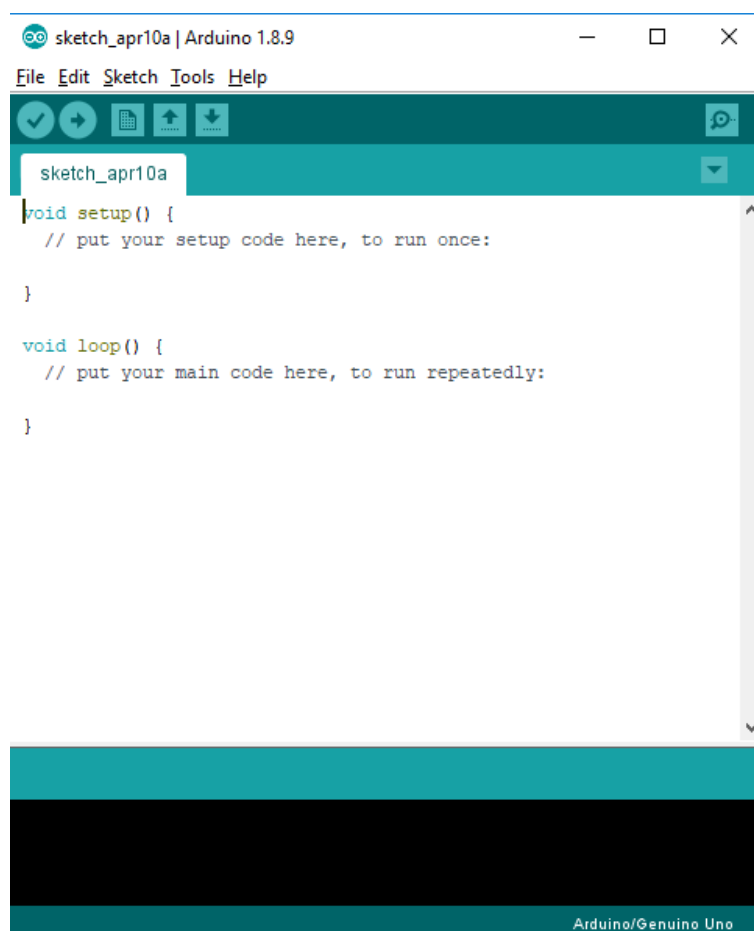 sketch_apr10a | Arduino 1.8.9
File Edit Sketch Tools Help
sketch_apr10a
void setup() {
  // put your setup code here, to run once:
}
void loop() {
  // put your main code here, to run repeatedly:
}
Arduino/Genuino Uno